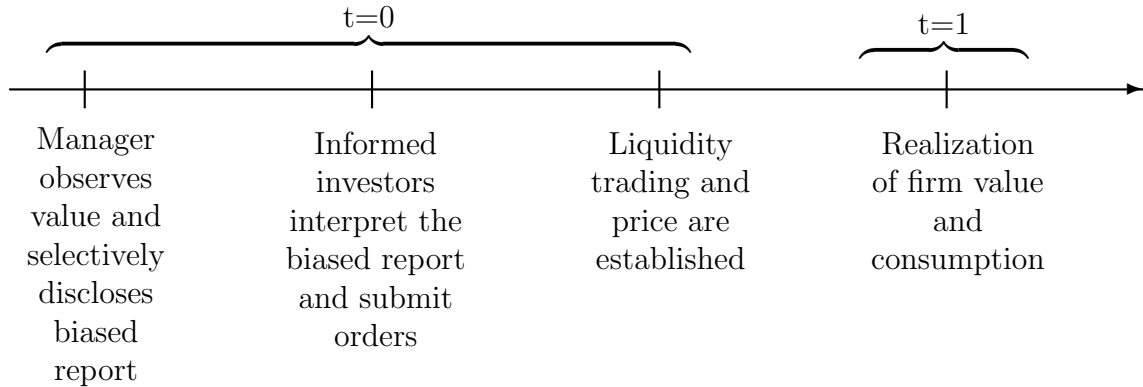 t=0
t=1
Manager
observes
value and
selectively
discloses
biased
report
Informed
investors
interpret the
biased report
and submit
orders
Liquidity
trading and
price are
established
Realization
of firm value
and
consumption